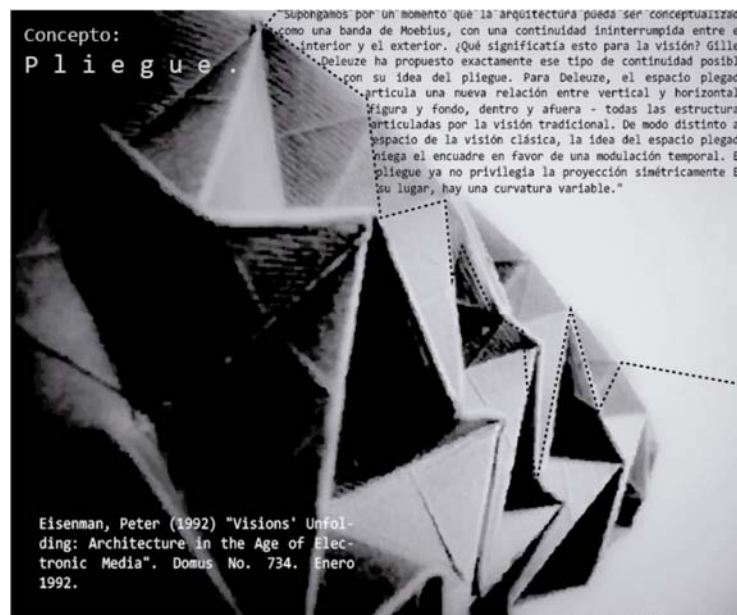 Concepto:
Pliegue.
"Supongamos por un momento que la arquitectura pueda ser conceptualizad
como una banda de Moebius, con una continuidad ininterrumpida entre e
interior y el exterior. ¿Qué significatía esto para la visión? Gille
Deleuze ha propuesto exactamente ese tipo de continuidad posibl
con su idea del pliegue. Para Deleuze, el espacio plegad
articula una nueva relación entre vertical y horizontal
figura y fondo, dentro y afuera - todas las estructura
articuladas por la visión tradicional. De modo distinto a
espacio de la visión clásica, la idea del espacio plegad
niega el encuadre en favor de una modulación temporal. E
pliegue ya no privilegia la proyección simétricamente E
su lugar, hay una curvatura variable."
Eisenman, Peter (1992) "Visions' Unfol-
ding: Architecture in the Age of Elec-
tronic Media". Domus No. 734. Enero
1992.